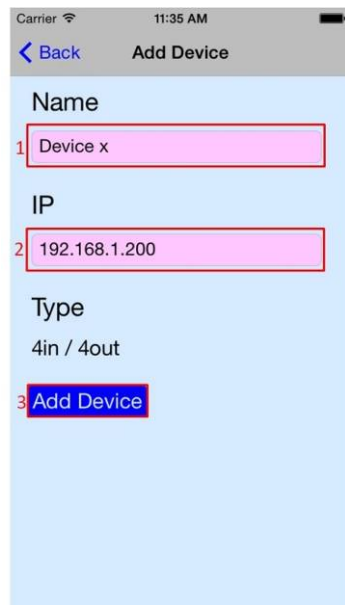 Carrier 11:35 AM
Back Add Device
Name
1 Device x
IP
2 192.168.1.200
Type
4in / 4out
3 Add Device